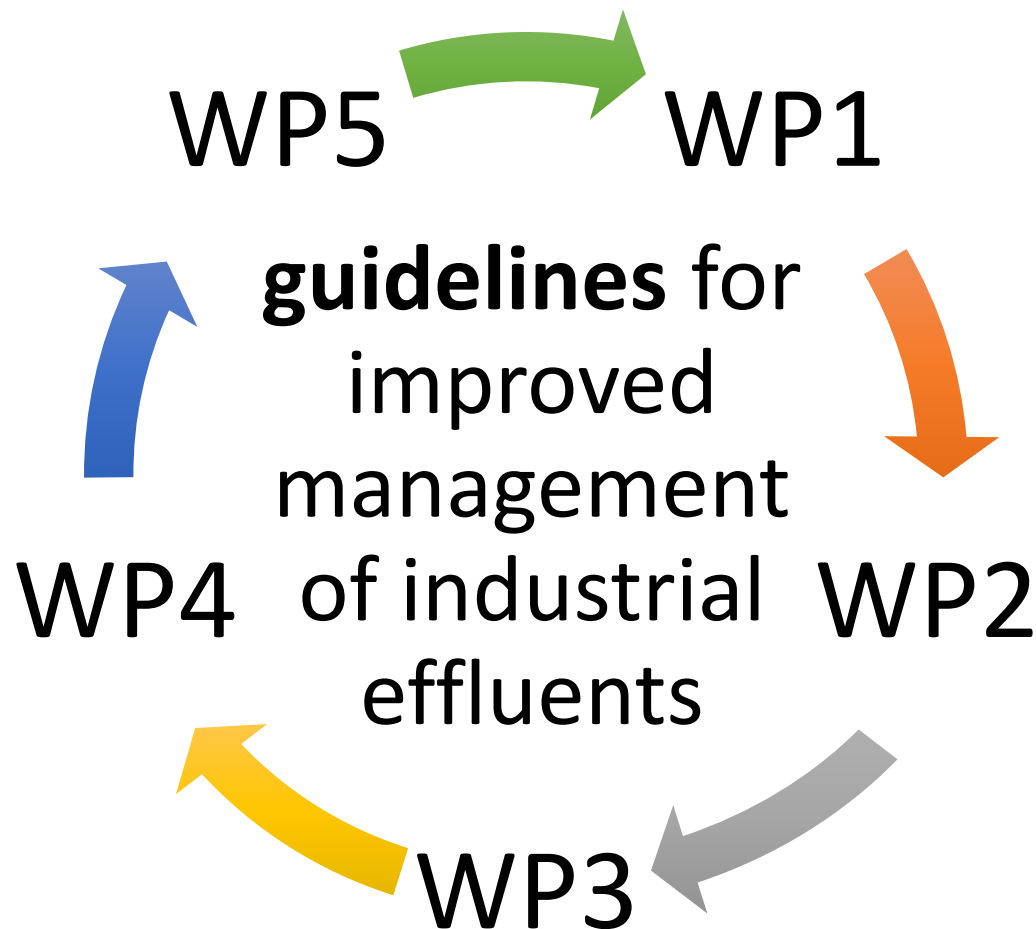 WP5
WP1
guidelines for
improved
management
of industrial
effluents
WP4
WP2
WP3